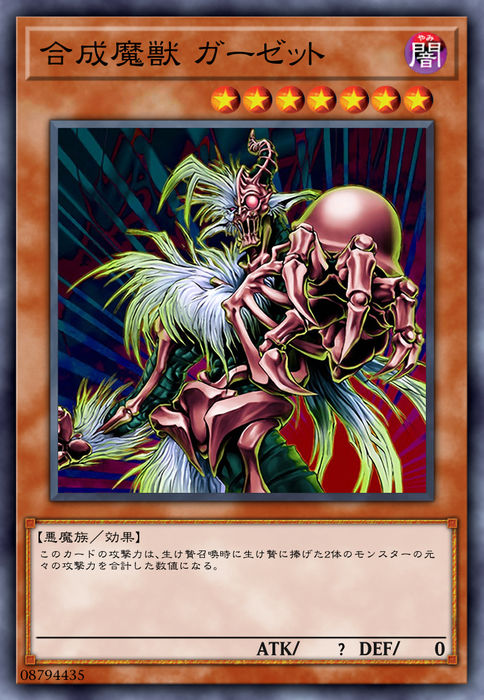 合成魔獣 ガーゼット
やみ
闇
【悪魔族／効果】
このカードの攻撃力は、生け贄召喚時に生け贄に捧げた2体のモンスターの元
々の攻撃力を合計した数値になる。
ATK/ ? DEF/ 0
08794435